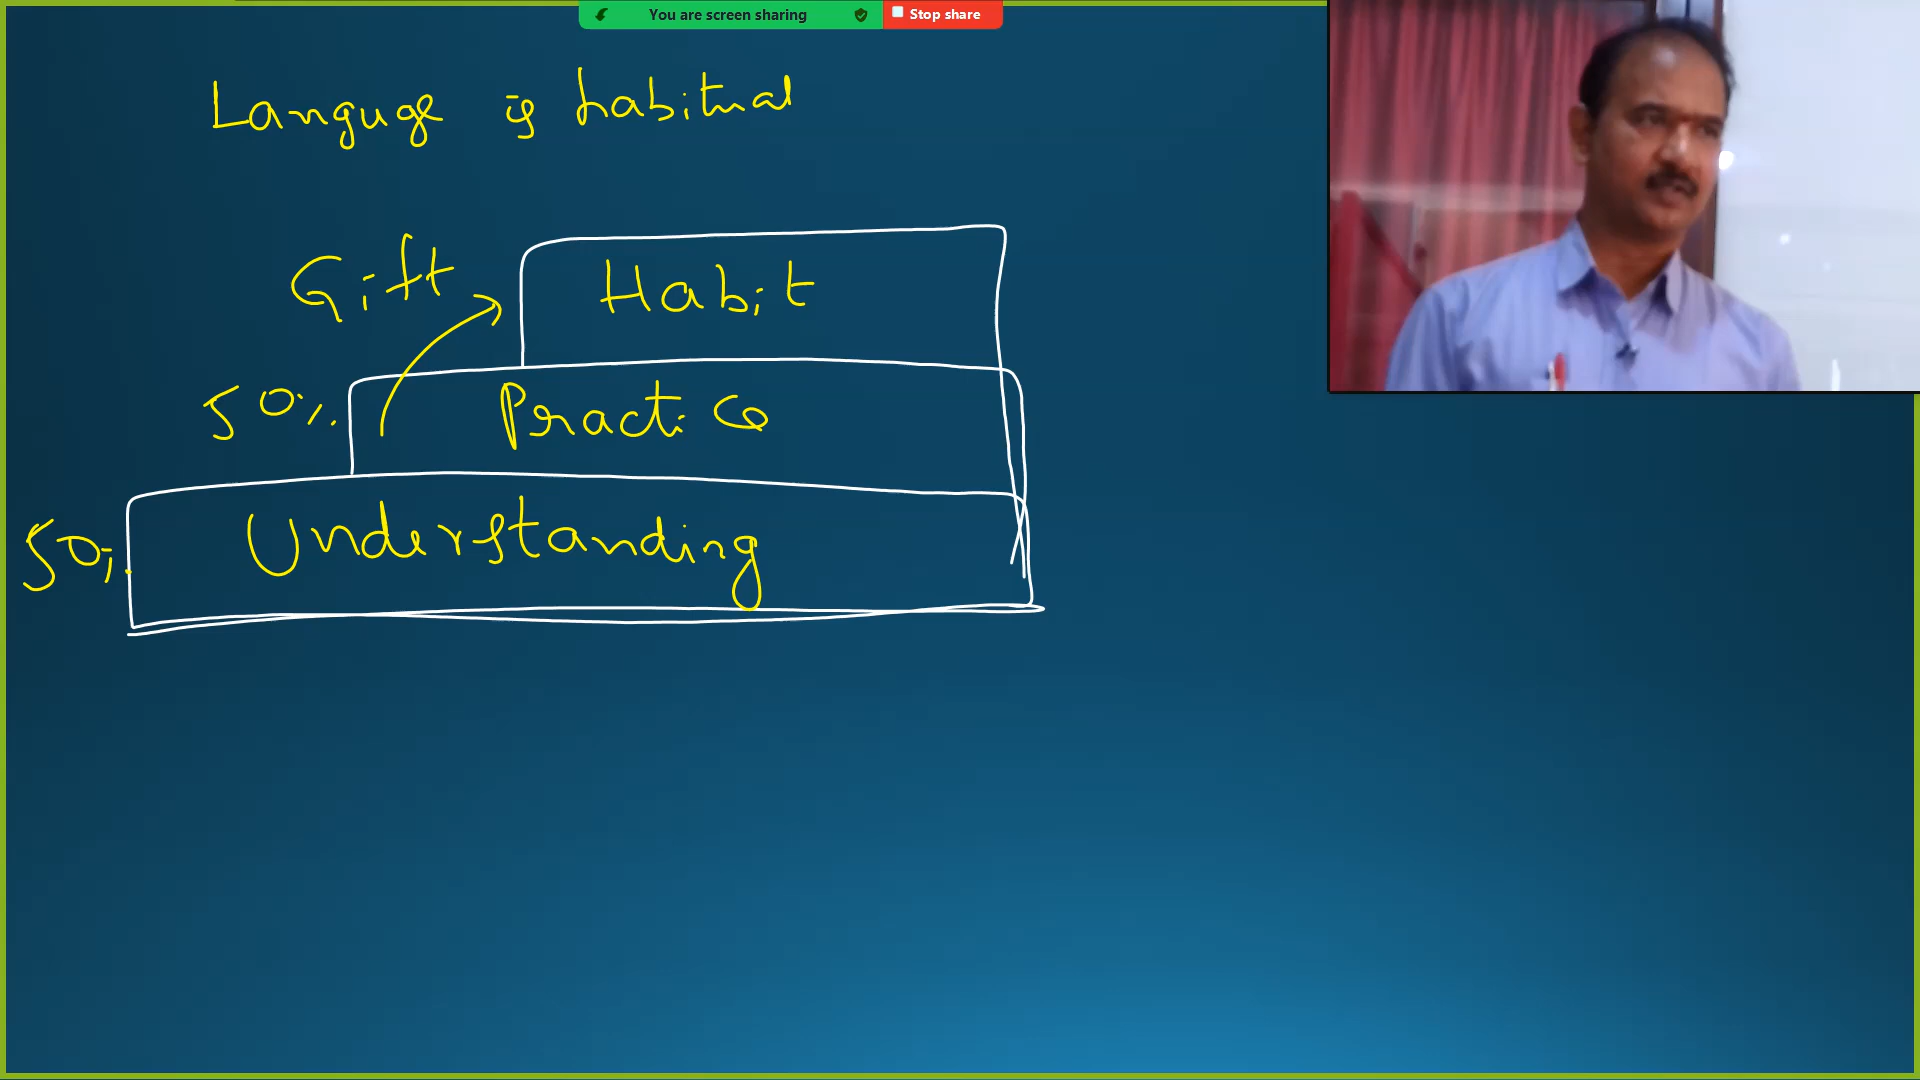 You are screen sharing Stop share
Languge is habitual
Gift Habit
50% Practice
50% Understanding